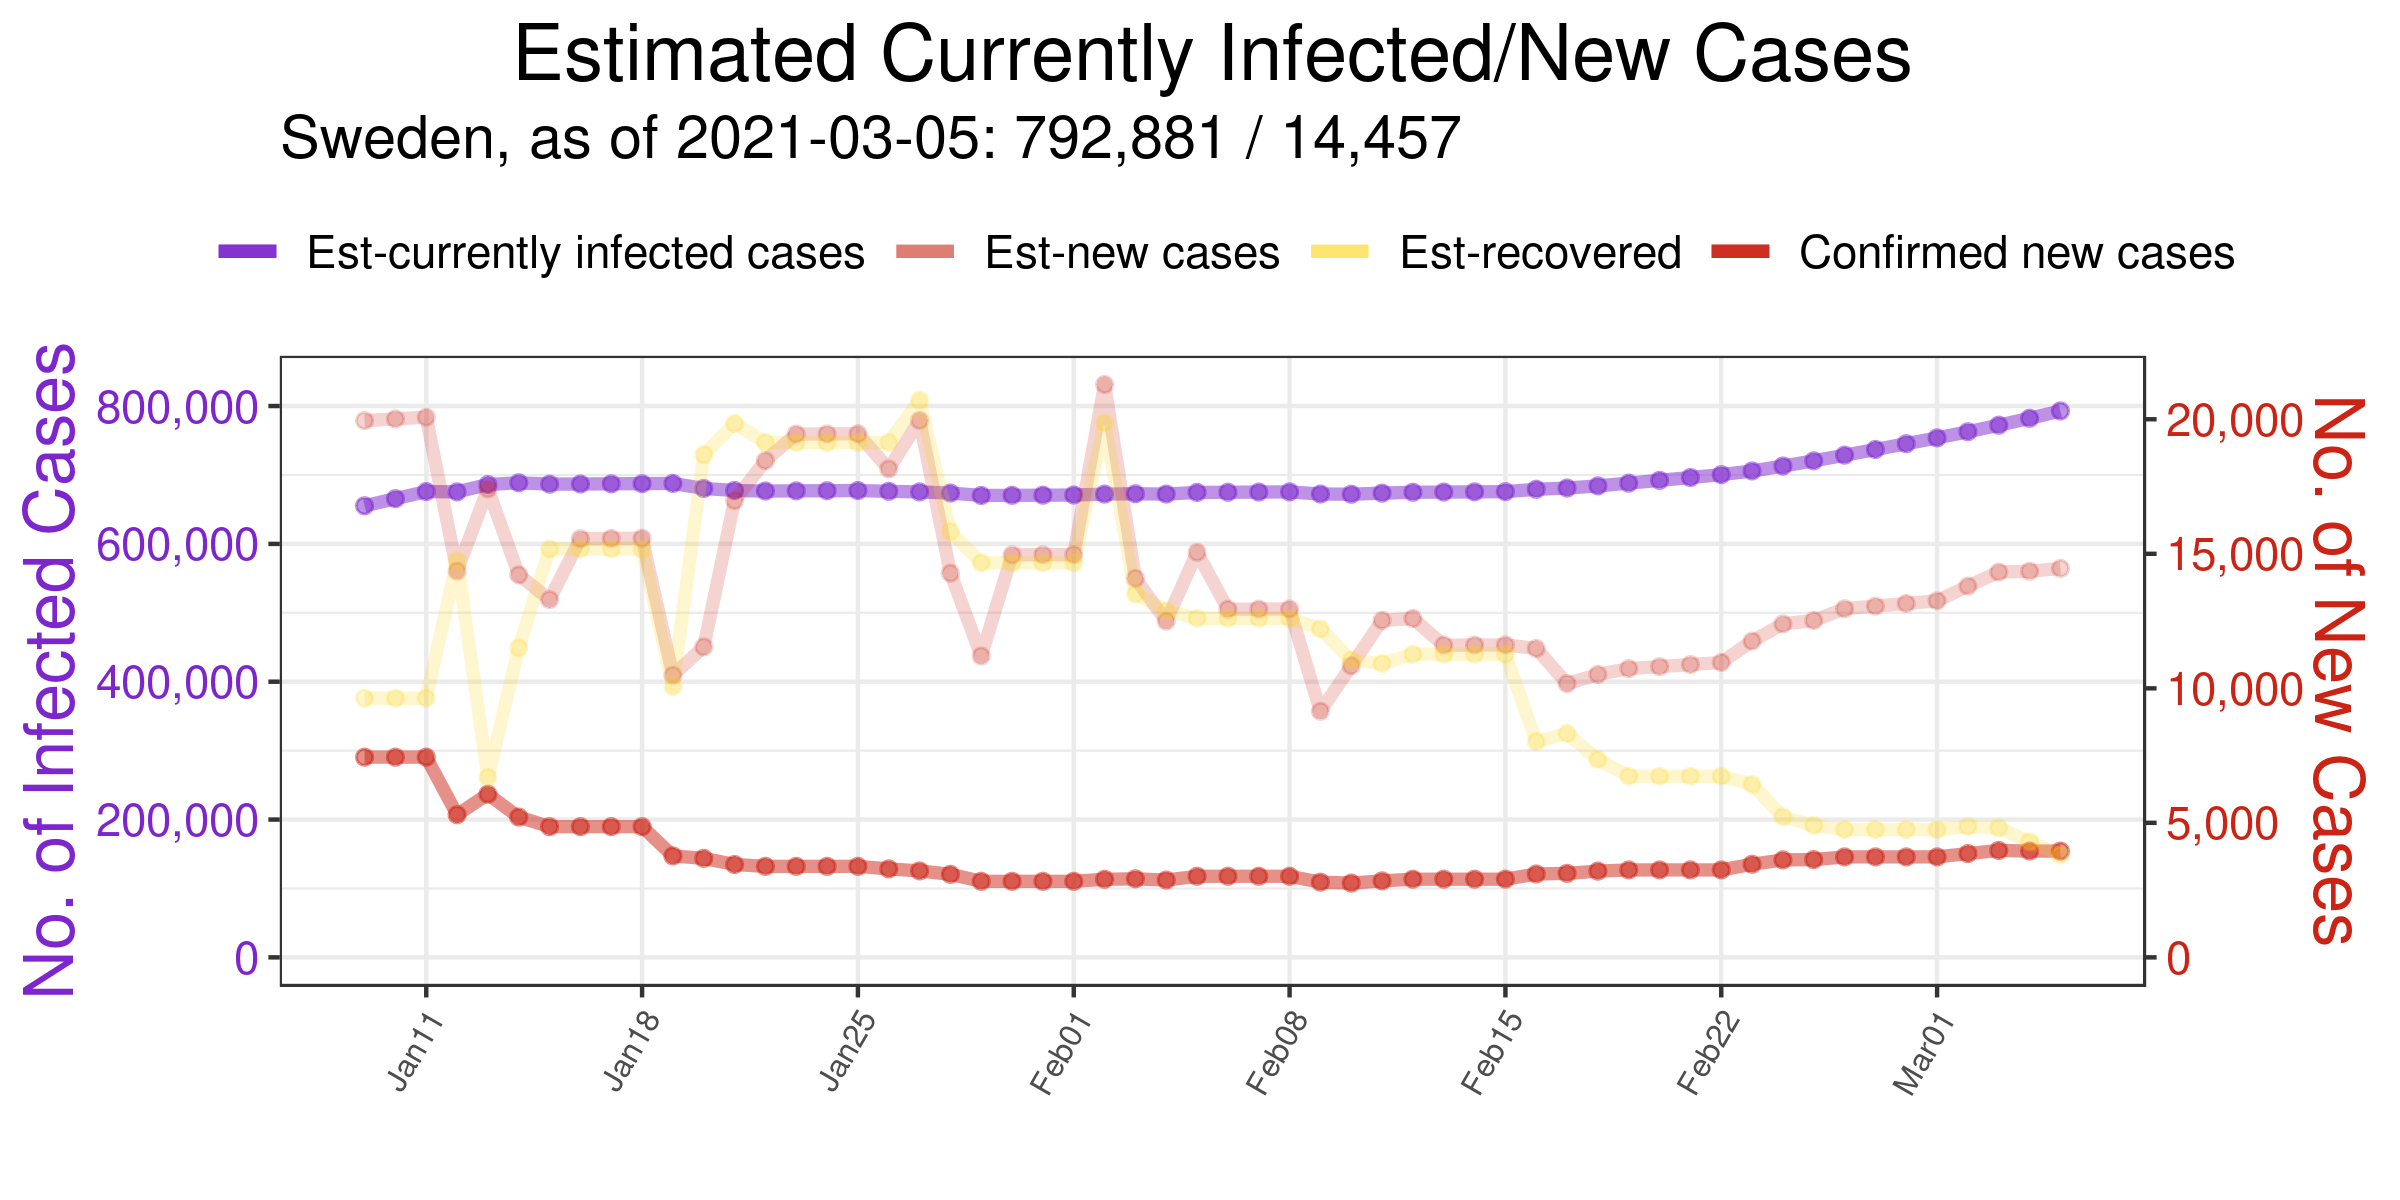 Estimated Currently Infected/New Cases
Sweden, as of 2021-03-05: 792,881 / 14,457
Est-currently infected cases Est-new cases Est-recovered Confirmed new cases
No. of Infected Cases
800,000
600,000
400,000
200,000
0
20,000
15,000
10,000
5,000
0
No. of New Cases
Jan11 Jan18 Jan25 Feb01 Feb08 Feb15 Feb22 Mar01